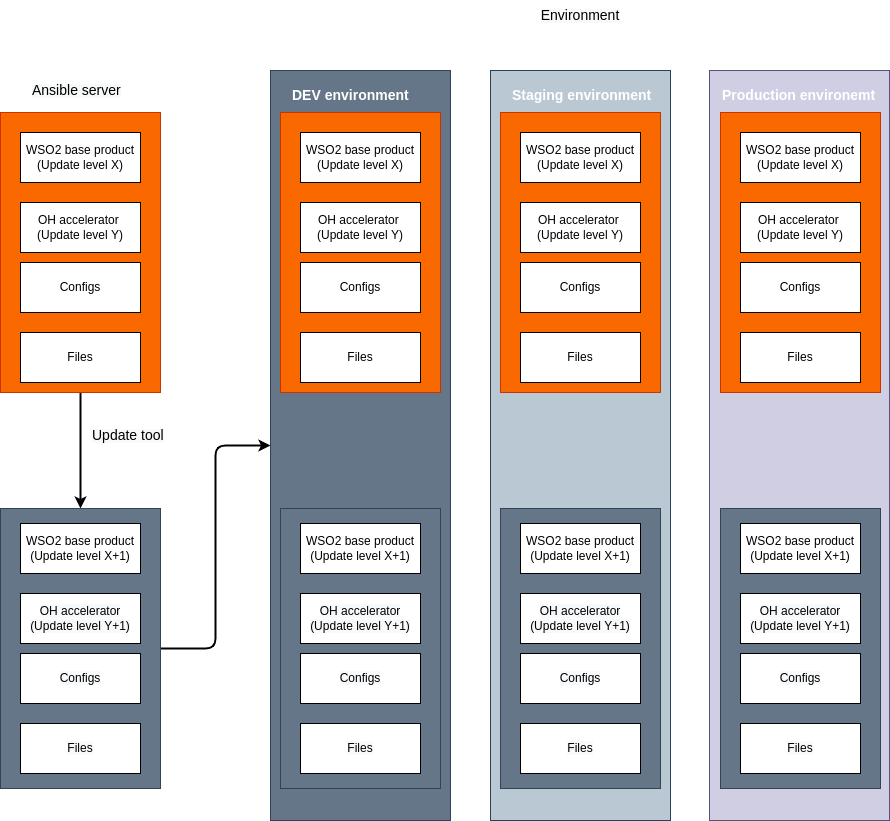 Environment
Ansible server
WSO2 base product
(Update level X)
OH accelerator
(Update level Y)
Configs
Files
Update tool
WSO2 base product
(Update level X+1)
OH accelerator
(Update level Y+1)
Configs
Files
DEV environment
WSO2 base product
(Update level X)
OH accelerator
(Update level Y)
Configs
Files
WSO2 base product
(Update level X+1)
OH accelerator
(Update level Y+1)
Configs
Files
Staging environment
WSO2 base product
(Update level X)
OH accelerator
(Update level Y)
Configs
Files
WSO2 base product
(Update level X+1)
OH accelerator
(Update level Y+1)
Configs
Files
Production environemt
WSO2 base product
(Update level X)
OH accelerator
(Update level Y)
Configs
Files
WSO2 base product
(Update level X+1)
OH accelerator
(Update level Y+1)
Configs
Files